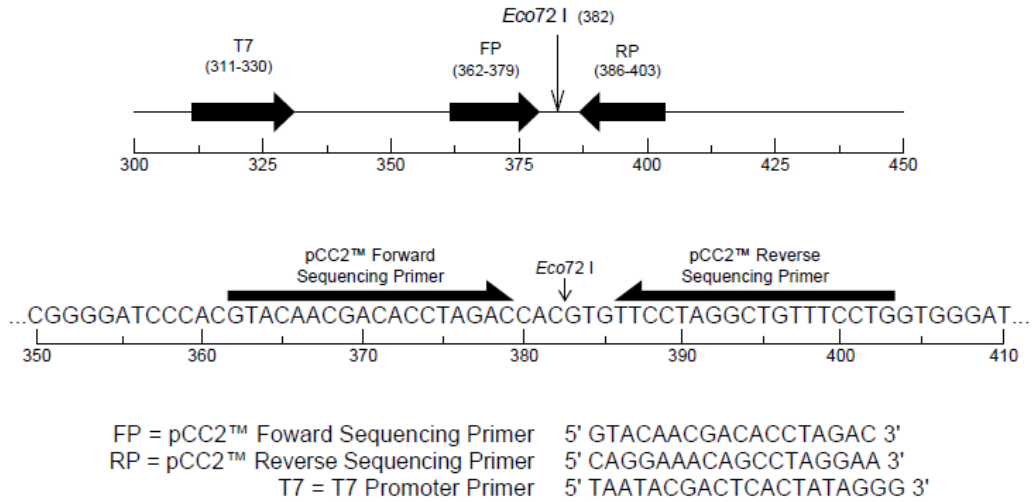 Eco72 I (382)
T7
(311-330)
FP
(362-379)
RP
(386-403)
300 325 350 375 400 425 450
pCC2™ Forward
Sequencing Primer
Eco72 I
pCC2™ Reverse
Sequencing Primer
...CGGGGATCCCACGTACAACGACACCTAGACCACGTGTTCCTAGGCTGTTTCCTGGTGGGAT...
350 360 370 380 390 400 410
FP = pCC2™ Foward Sequencing Primer 5' GTACAACGACACCTAGAC 3'
RP = pCC2™ Reverse Sequencing Primer 5' CAGGAAACAGCCTAGGAA 3'
T7 = T7 Promoter Primer 5' TAATACGACTCACTATAGGG 3'